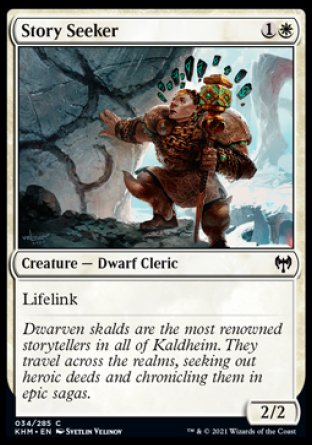 Story Seeker 1
Creature — Dwarf Cleric
Lifelink
Dwarven skalds are the most renowned
storytellers in all of Kaldheim. They
travel across the realms, seeking out
heroic deeds and chronicling them in
epic sagas.
2/2
034/285 C
KHM • EN Svetlin Velinov ™ & © 2021 Wizards of the Coast